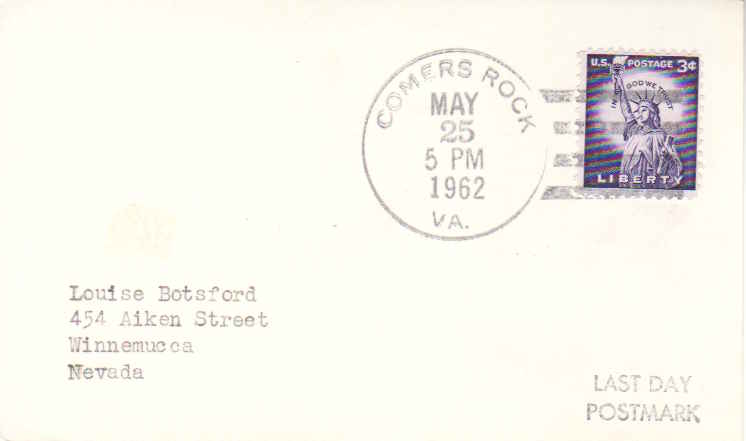 COMERS ROCK
MAY
25
5 PM
1962
VA.
U.S. POSTAGE 3¢
IN GOD WE TRUST
LIBERTY
Louise Botsford
454 Aiken Street
Winnemucca
Nevada
LAST DAY
POSTMARK